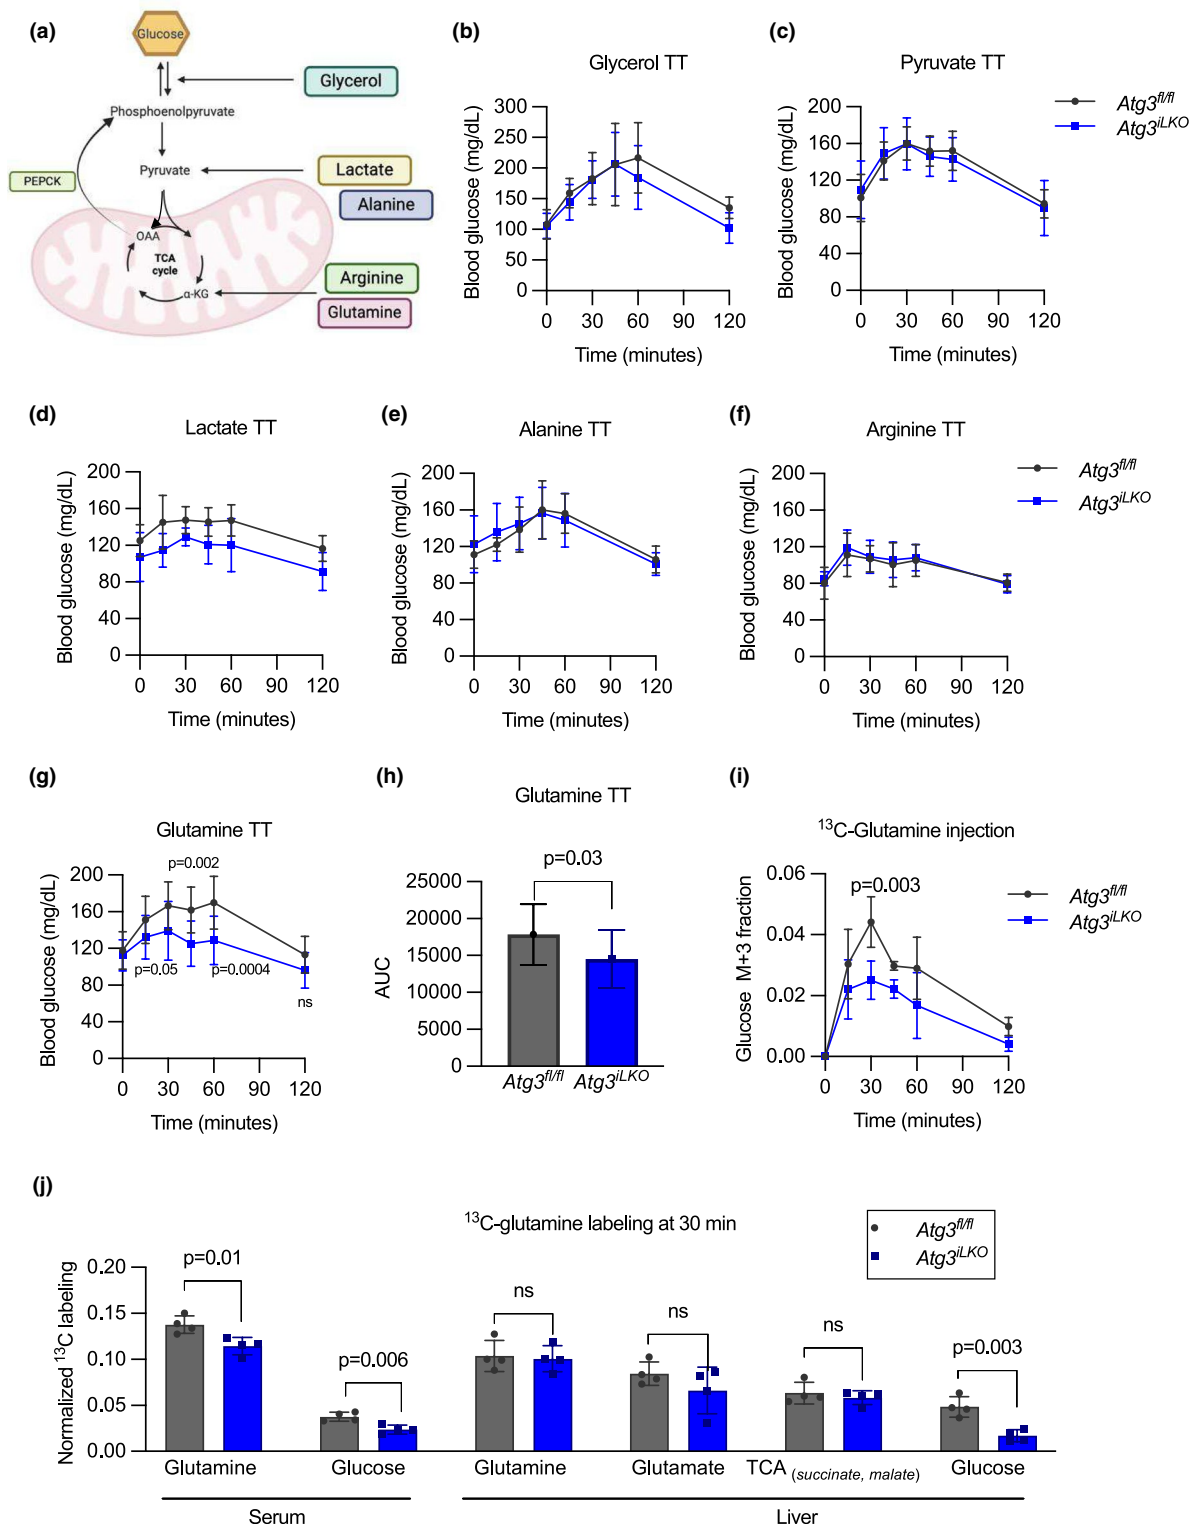 (a)
Glucose
Glycerol
Phosphoenolpyruvate
Pyruvate
Lactate
PEPCK
Alanine
OAA
TCA
cycle
Arginine
α-KG
Glutamine
(b)
Glycerol TT
Blood glucose (mg/dL)
300
250
200
150
100
50
0
0 30 60 90 120
Time (minutes)
(c)
Pyruvate TT
Blood glucose (mg/dL)
200
160
120
80
40
0
0 30 60 90 120
Time (minutes)
Atg3fl/fl
Atg3iLKO
(d)
Lactate TT
Blood glucose (mg/dL)
200
160
120
80
40
0
0 30 60 90 120
Time (minutes)
(e)
Alanine TT
Blood glucose (mg/dL)
200
160
120
80
40
0
0 30 60 90 120
Time (minutes)
(f)
Arginine TT
Blood glucose (mg/dL)
200
160
120
80
40
0
0 30 60 90 120
Time (minutes)
Atg3fl/fl
Atg3iLKO
(g)
Glutamine TT
Blood glucose (mg/dL)
200
160
120
80
40
0
p=0.002
p=0.05
p=0.0004
ns
0 30 60 90 120
Time (minutes)
(h)
Glutamine TT
p=0.03
AUC
25000
20000
15000
10000
5000
0
Atg3fl/fl Atg3iLKO
(i)
13C-Glutamine injection
Glucose M+3 fraction
0.06
0.04
0.02
0.00
p=0.003
0 30 60 90 120
Time (minutes)
Atg3fl/fl
Atg3iLKO
(j)
13C-glutamine labeling at 30 min
Atg3fl/fl
Atg3iLKO
Normalized 13C labeling
0.20
0.15
0.10
0.05
0.00
p=0.01
p=0.006
ns
ns
ns
p=0.003
Glutamine Glucose Glutamine Glutamate TCA (succinate, malate) Glucose
Serum Liver